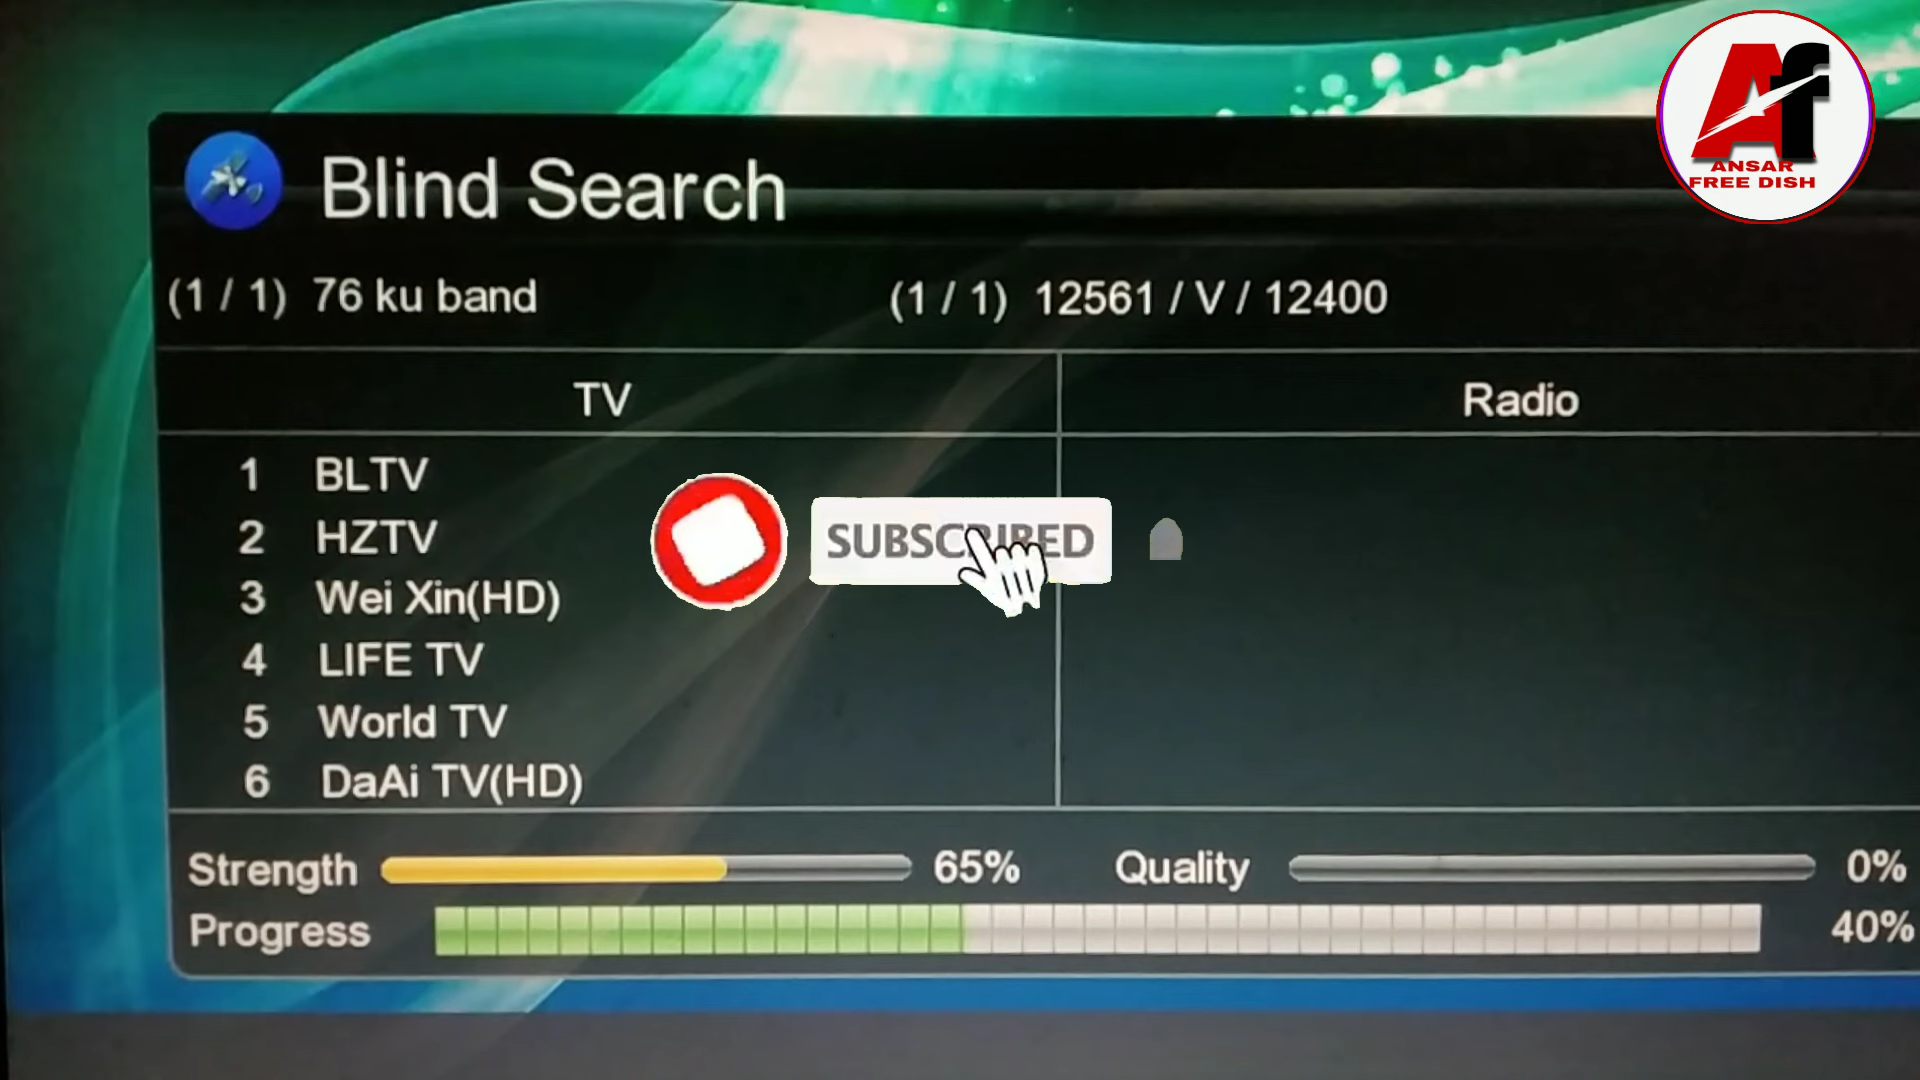 Af
ANSAR
FREE DISH
Blind Search
(1 / 1) 76 ku band (1 / 1) 12561 / V / 12400
TV Radio
1 BLTV
2 HZTV
SUBSCRIBED
3 Wei Xin(HD)
4 LIFE TV
5 World TV
6 DaAi TV(HD)
Strength 65% Quality 0%
Progress 40%